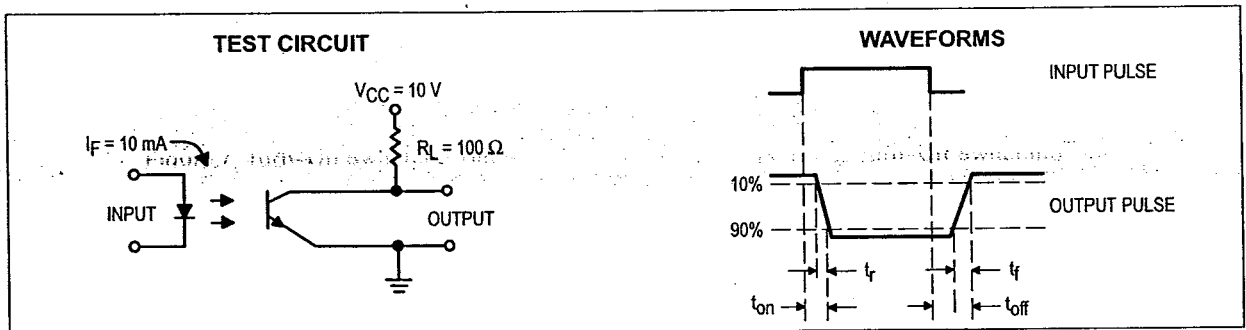 TEST CIRCUIT
VCC = 10 V
IF = 10 mA
RL = 100 Ω
INPUT
OUTPUT
WAVEFORMS
INPUT PULSE
10%
OUTPUT PULSE
90%
tr
tf
ton
toff